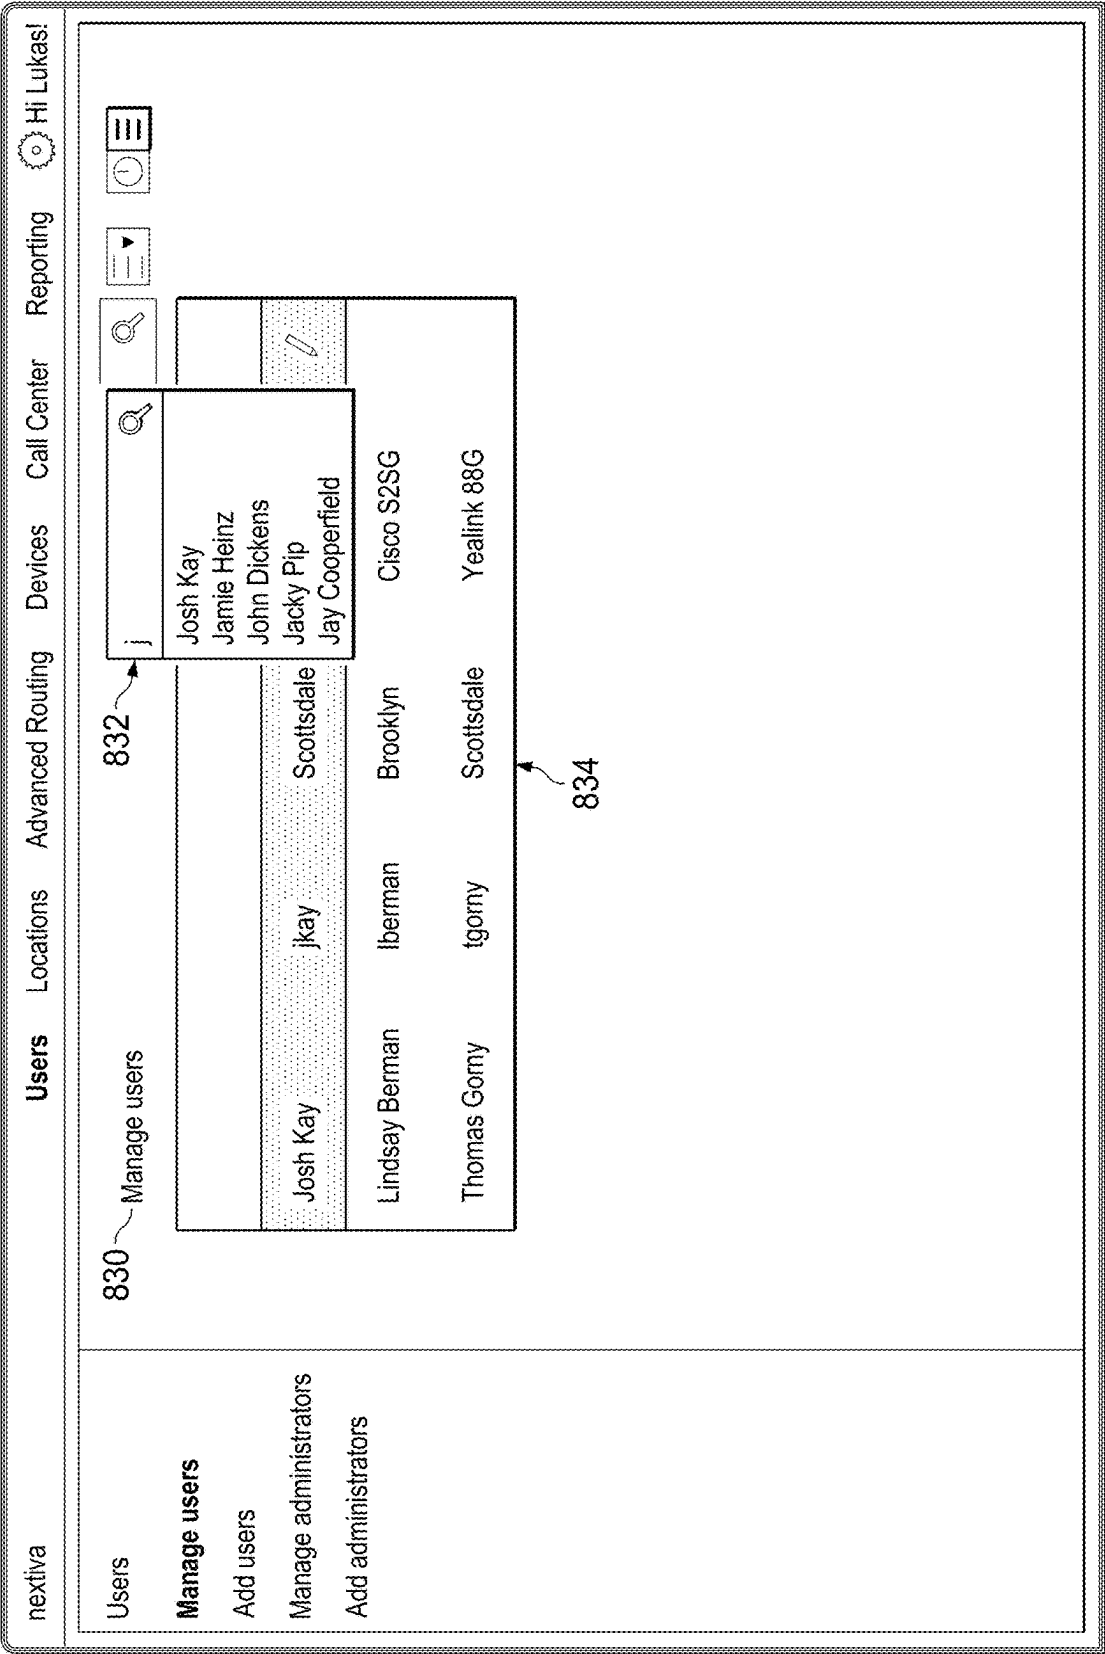 nextiva Users Locations Advanced Routing Devices Call Center Reporting Hi Lukas!
Users
Manage users
Add users
Manage administrators
Add administrators
830 Manage users
832
j
Josh Kay
Jamie Heinz
John Dickens
Jacky Pip
Jay Cooperfield
Josh Kay jkay Scottsdale
Lindsay Berman lberman Brooklyn Cisco S2SG
Thomas Gorny tgorny Scottsdale Yealink 88G
834